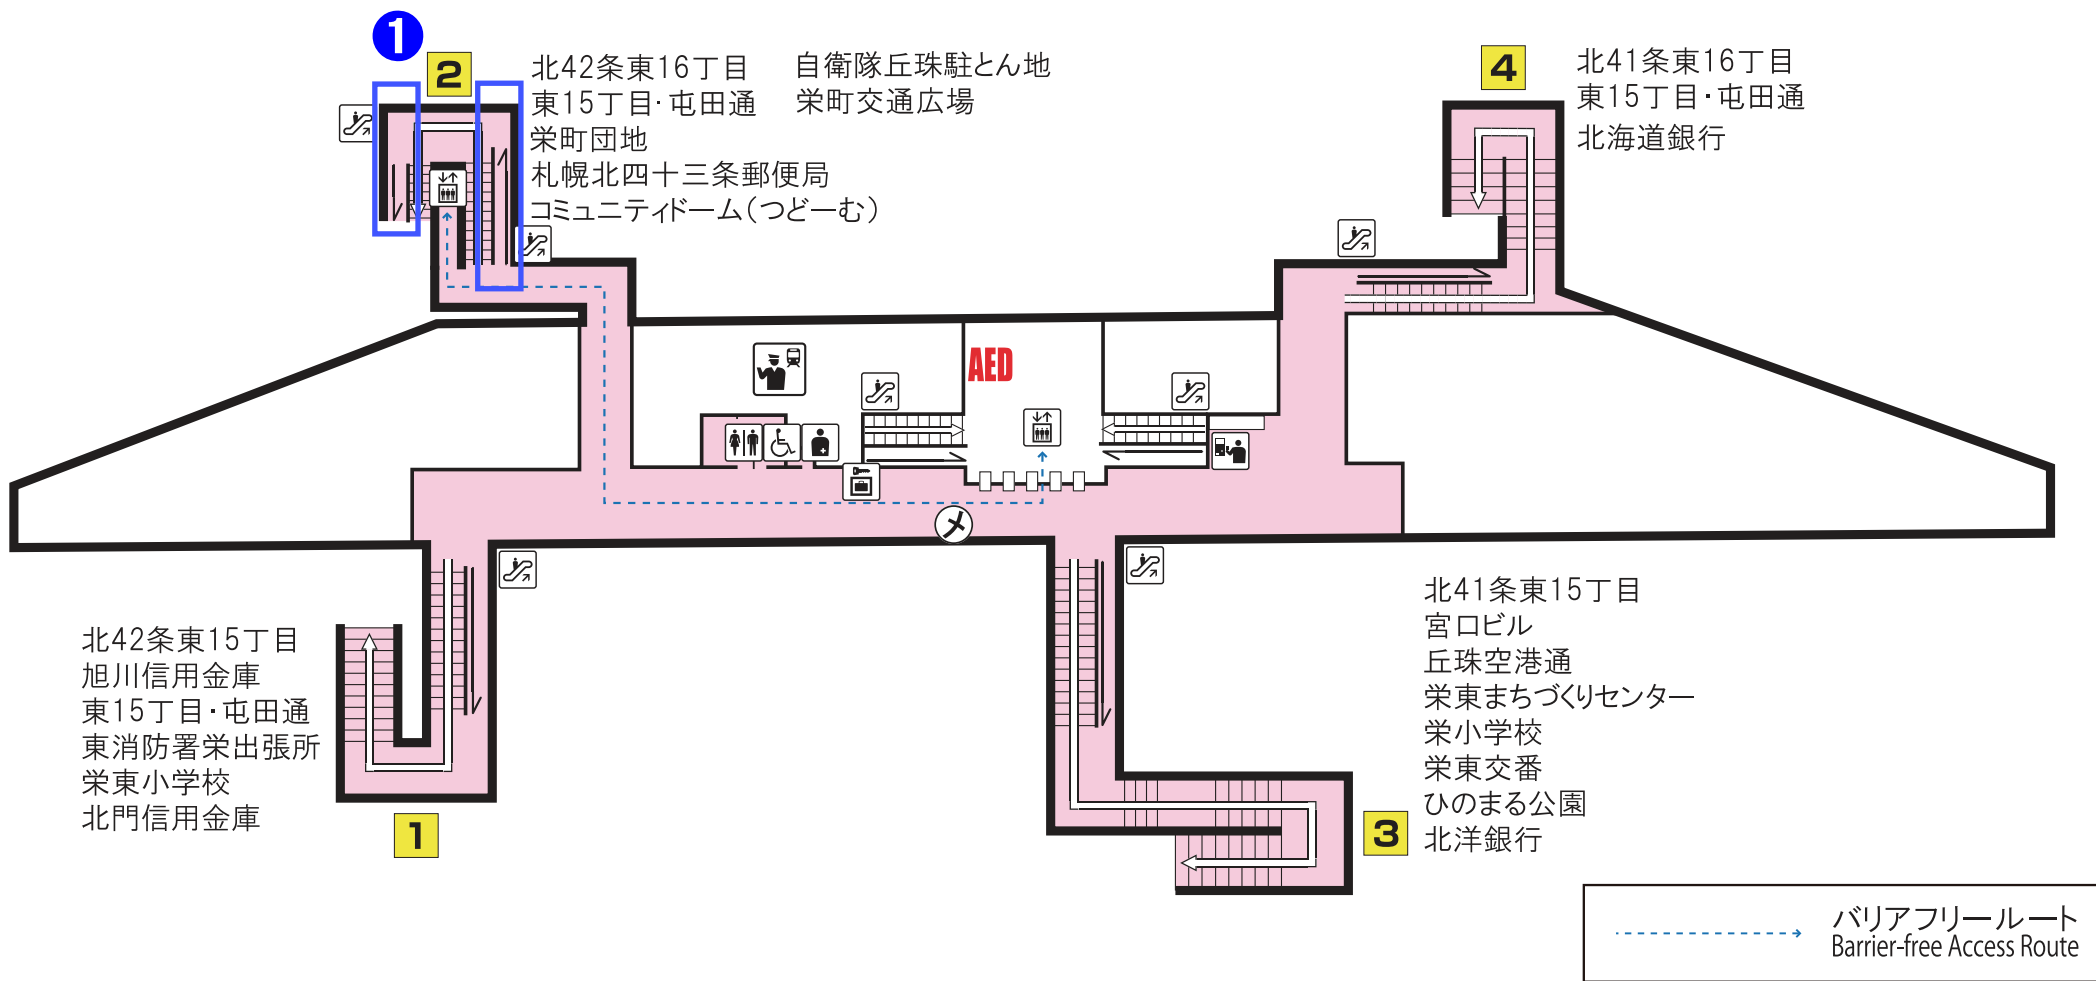 1
2
北42条東16丁目
東15丁目・屯田通
栄町団地
札幌北四十三条郵便局
コミュニティドーム（つどーむ）
自衛隊丘珠駐とん地
栄町交通広場
4
北41条東16丁目
東15丁目・屯田通
北海道銀行
AED
メ
北42条東15丁目
旭川信用金庫
東15丁目・屯田通
東消防署栄出張所
栄東小学校
北門信用金庫
1
北41条東15丁目
宮口ビル
丘珠空港通
栄東まちづくりセンター
栄小学校
栄東交番
ひのまる公園
北洋銀行
3
バリアフリールート
Barrier-free Access Route